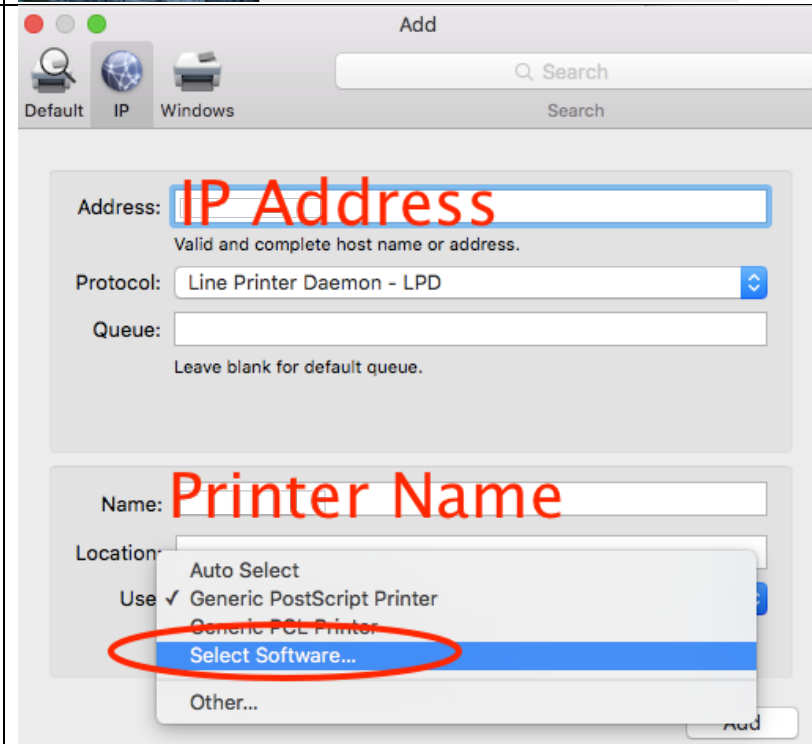 Add
Search
Default IP Windows Search
Address: IP Address
Valid and complete host name or address.
Protocol: Line Printer Daemon - LPD
Queue:
Leave blank for default queue.
Name: Printer Name
Location:
Auto Select
Use ✓ Generic PostScript Printer
Generic PCL Printer
Select Software...
Other...
Add